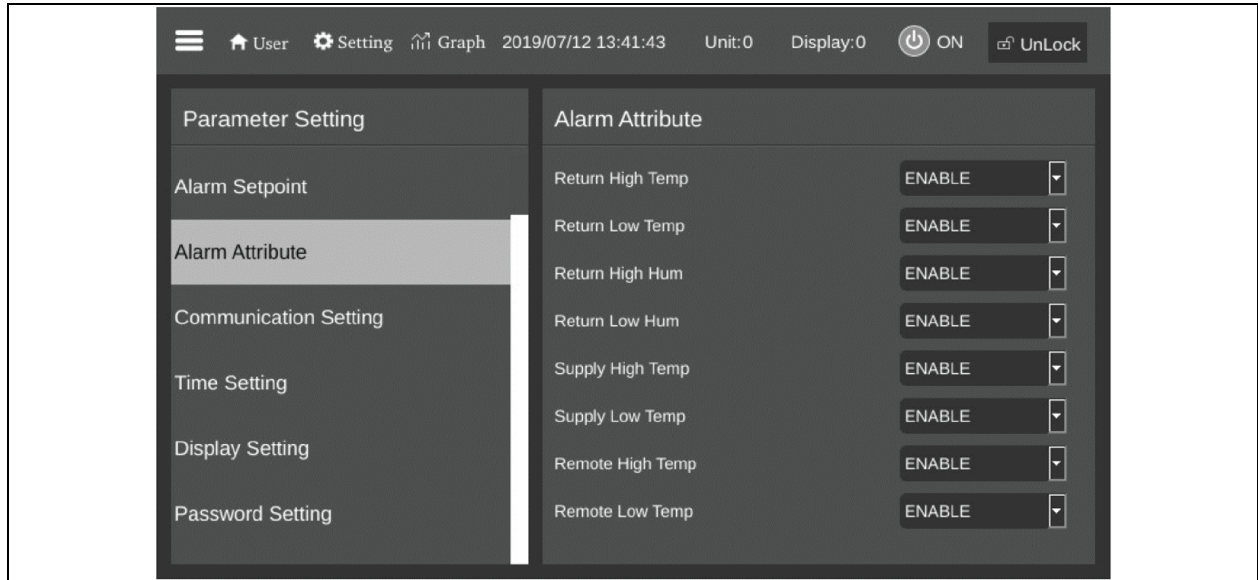 User Setting Graph 2019/07/12 13:41:43 Unit:0 Display:0 ON UnLock
Parameter Setting
Alarm Setpoint
Alarm Attribute
Communication Setting
Time Setting
Display Setting
Password Setting
Alarm Attribute
Return High Temp ENABLE
Return Low Temp ENABLE
Return High Hum ENABLE
Return Low Hum ENABLE
Supply High Temp ENABLE
Supply Low Temp ENABLE
Remote High Temp ENABLE
Remote Low Temp ENABLE